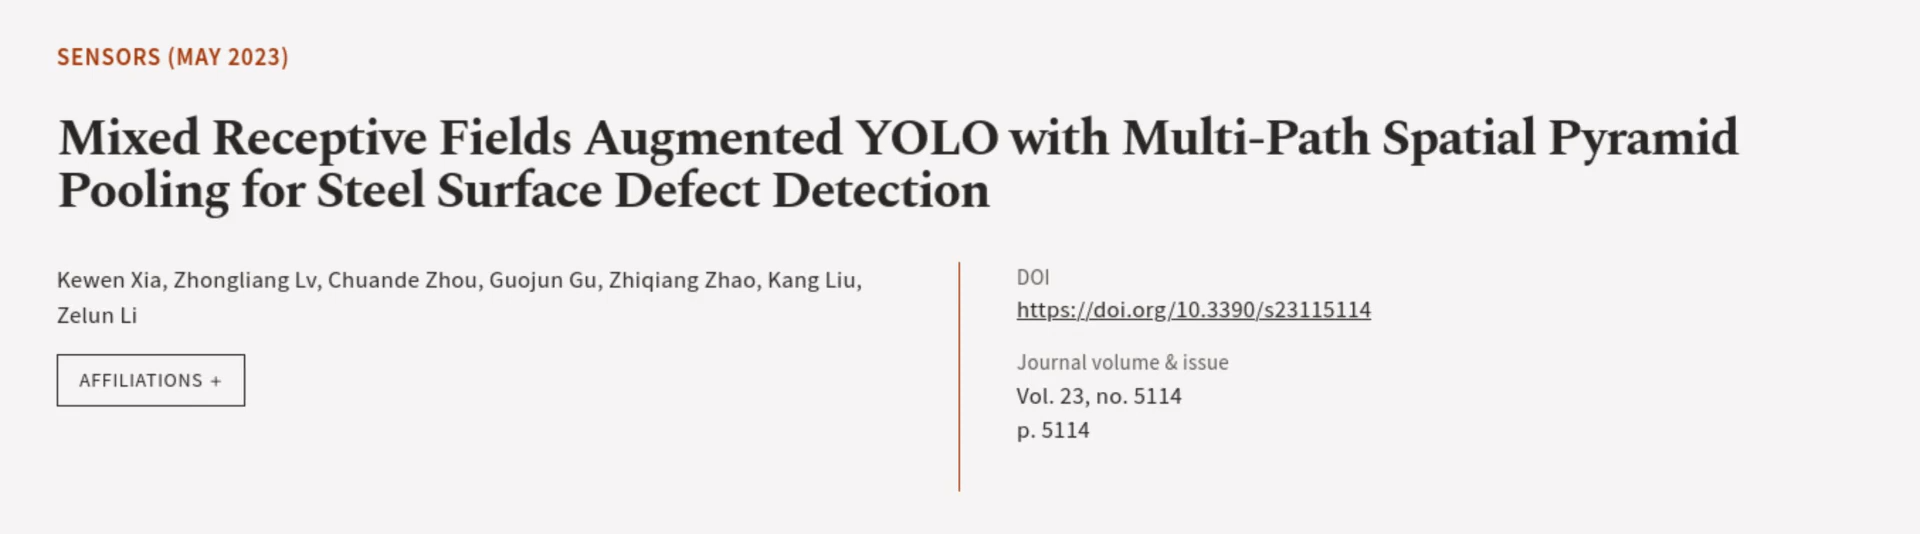 SENSORS (MAY 2023)
Mixed Receptive Fields Augmented YOLO with Multi-Path Spatial Pyramid
Pooling for Steel Surface Defect Detection
Kewen Xia, Zhongliang Lv, Chuande Zhou, Guojun Gu, Zhiqiang Zhao, Kang Liu,
Zelun Li
AFFILIATIONS +
DOI
https://doi.org/10.3390/s23115114
Journal volume & issue
Vol. 23, no. 5114
p. 5114